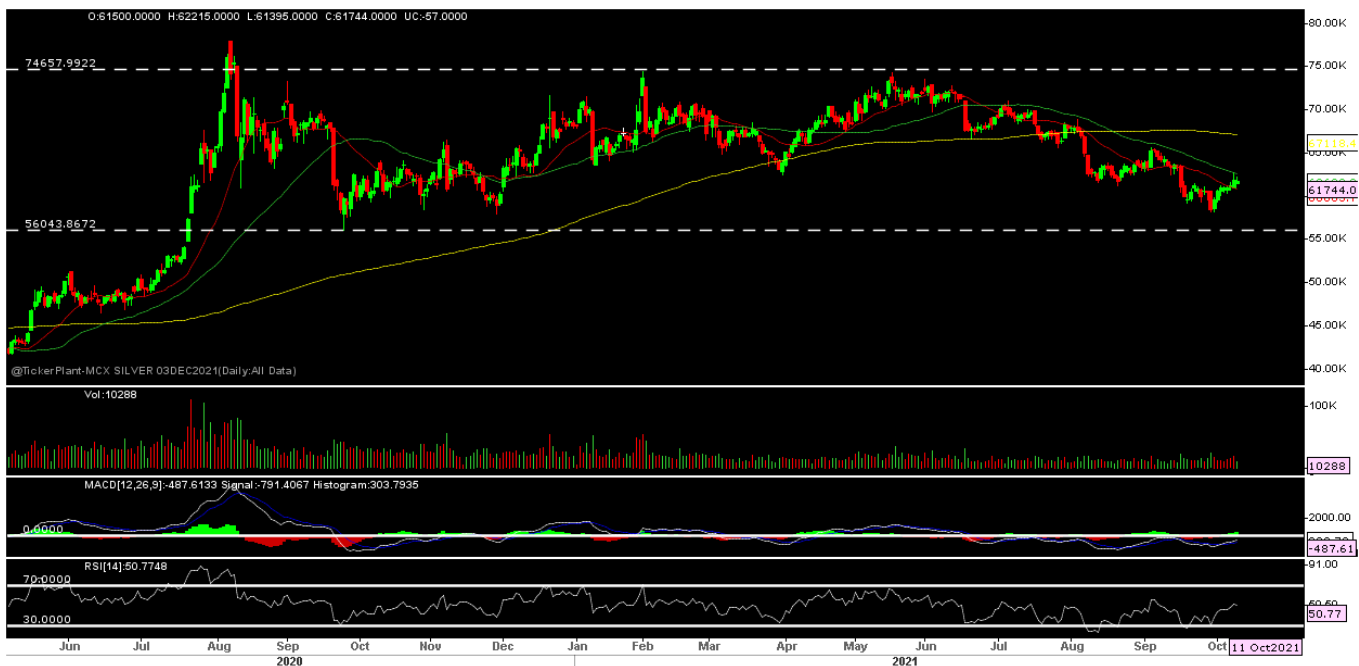 O:61500.0000 H:62215.0000 L:61395.0000 C:61744.0000 UC:-57.0000
80.00K
74657.9922
75.00K
70.00K
67118.4
65.00K
61744.0
56043.8672
55.00K
50.00K
45.00K
40.00K
@TickerPlant-MCX SILVER 03DEC2021(Daily:All Data)
Vol:10288
100K
10288
MACD[12,26,9]:-487.6133 Signal:-791.4067 Histogram:303.7935
2000.00
0.0000
-487.61
RSI[14]:50.7748
91.00
70.0000
50.77
30.0000
Jun Jul Aug Sep Oct Nov Dec Jan Feb Mar Apr May Jun Jul Aug Sep Oct 11 Oct2021
2020 2021